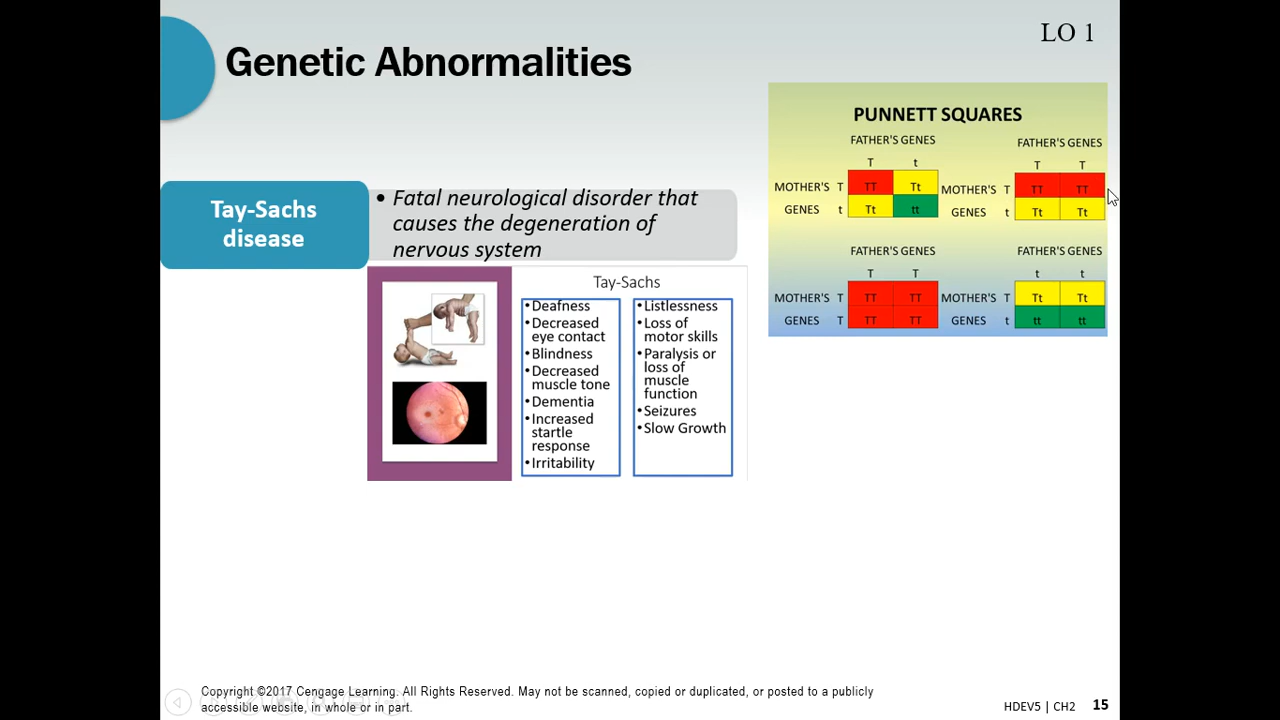 LO 1
Genetic Abnormalities
Tay-Sachs
disease
• Fatal neurological disorder that
causes the degeneration of
nervous system
Tay-Sachs
• Deafness
• Decreased
eye contact
• Blindness
• Decreased
muscle tone
• Dementia
• Increased
startle
response
• Irritability
• Listlessness
• Loss of
motor skills
• Paralysis or
loss of
muscle
function
• Seizures
• Slow Growth
PUNNETT SQUARES
FATHER'S GENES
T t
MOTHER'S T TT Tt
GENES t Tt tt
FATHER'S GENES
T T
MOTHER'S T TT TT
GENES t Tt Tt
FATHER'S GENES
T T
MOTHER'S T TT TT
GENES T TT TT
FATHER'S GENES
t t
MOTHER'S T Tt Tt
GENES t tt tt
Copyright ©2017 Cengage Learning. All Rights Reserved. May not be scanned, copied or duplicated, or posted to a publicly
accessible website, in whole or in part.
HDEV5 | CH2 15